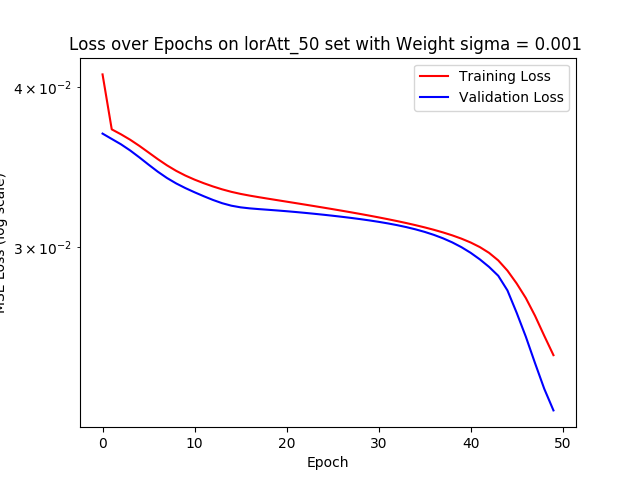 Loss over Epochs on lorAtt_50 set with Weight sigma = 0.001
Training Loss
Validation Loss
4 × 10⁻²
3 × 10⁻²
MSE Loss (log scale)
0 10 20 30 40 50
Epoch